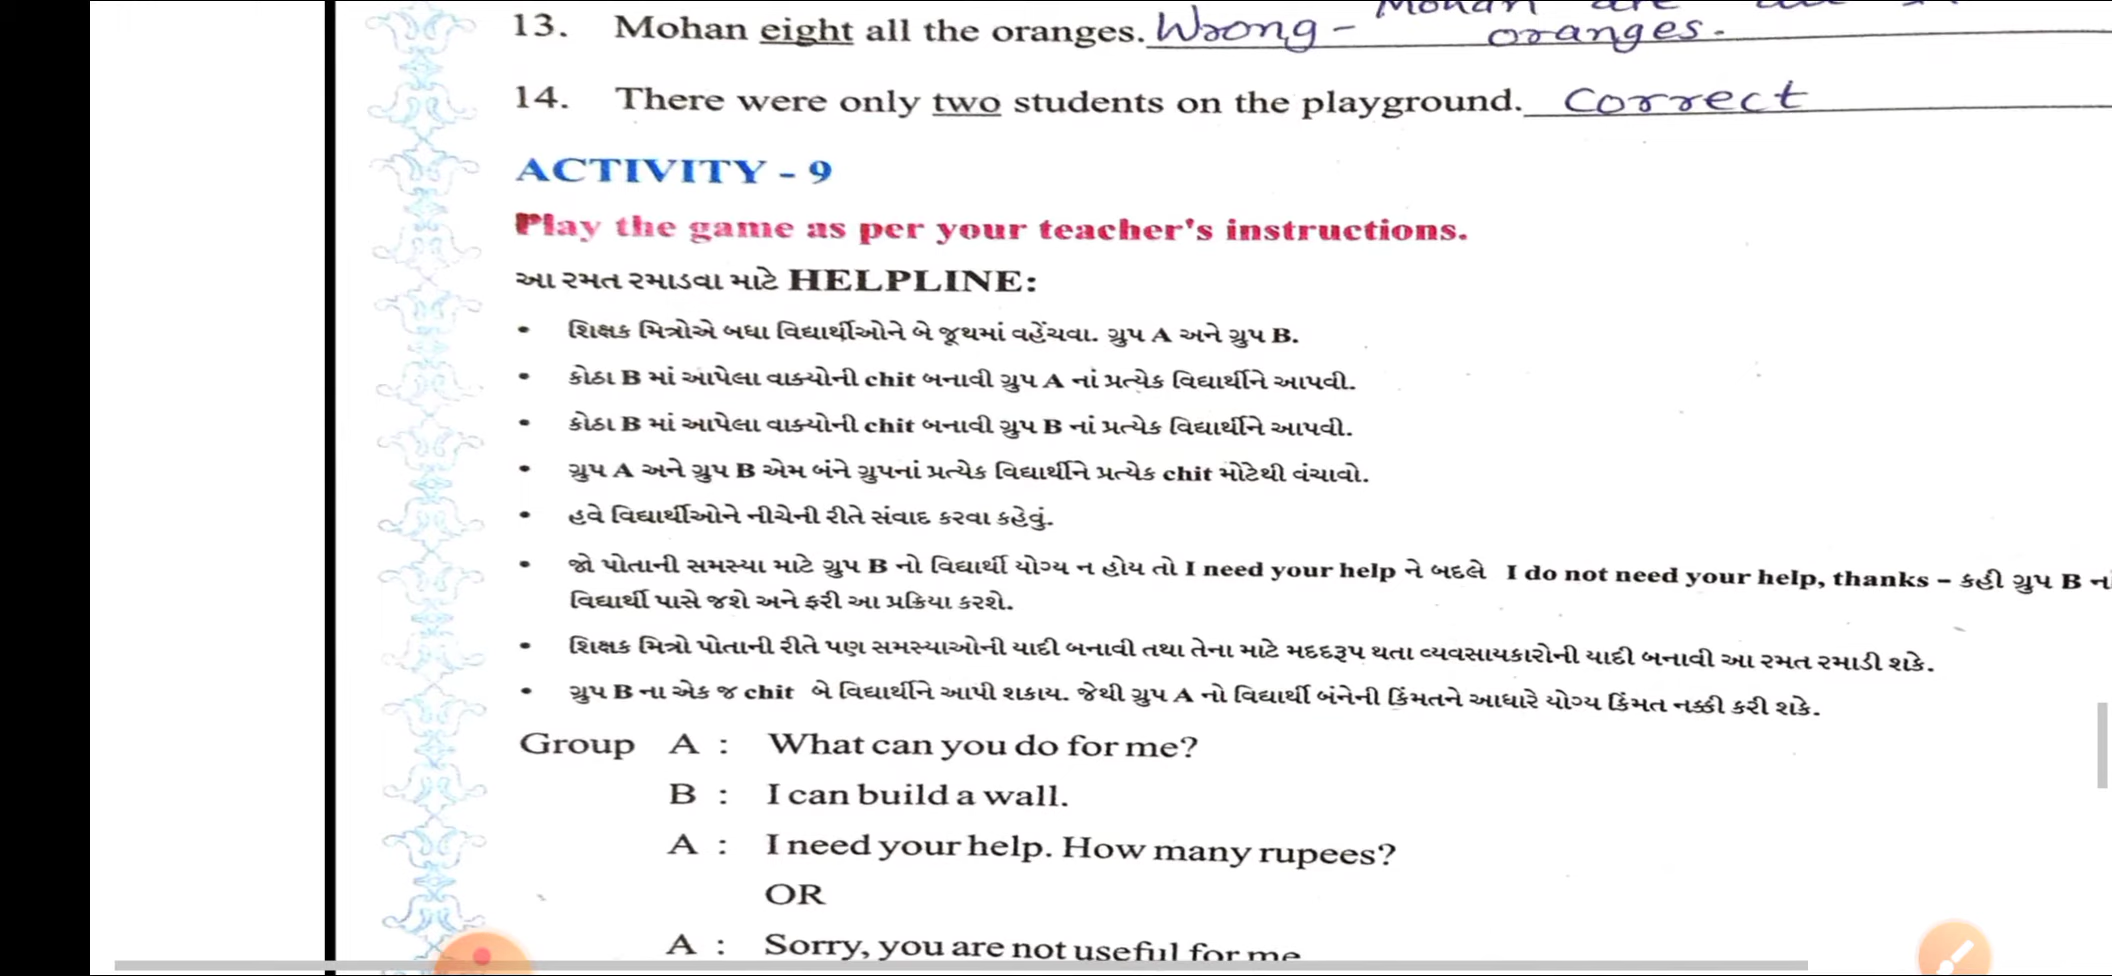 13. Mohan eight all the oranges. Wrong - oranges.
14. There were only two students on the playground. Correct
ACTIVITY - 9
Play the game as per your teacher's instructions.
આ રમત રમાડવા માટે HELPLINE:
• શિક્ષક મિત્રોએ બધા વિદ્યાર્થીઓને બે જૂથમાં વહેંચવા. ગ્રુપ A અને ગ્રુપ B.
• કોઠા B માં આપેલા વાક્યોની chit બનાવી ગ્રુપ A નાં પ્રત્યેક વિદ્યાર્થીને આપવી.
• કોઠા B માં આપેલા વાક્યોની chit બનાવી ગ્રુપ B નાં પ્રત્યેક વિદ્યાર્થીને આપવી.
• ગ્રુપ A અને ગ્રુપ B એમ બંને ગ્રુપનાં પ્રત્યેક વિદ્યાર્થીને પ્રત્યેક chit મોટેથી વંચાવો.
• હવે વિદ્યાર્થીઓને નીચેની રીતે સંવાદ કરવા કહેવું.
• જો પોતાની સમસ્યા માટે ગ્રુપ B નો વિદ્યાર્થી યોગ્ય ન હોય તો I need your help ને બદલે I do not need your help, thanks – કહી ગ્રુપ B
વિદ્યાર્થી પાસે જશે અને ફરી આ પ્રક્રિયા કરશે.
• શિક્ષક મિત્રો પોતાની રીતે પણ સમસ્યાઓની યાદી બનાવી તથા તેના માટે મદદરૂપ થતા વ્યવસાયકારોની યાદી બનાવી આ રમત રમાડી શકે.
• ગ્રુપ B ના એક જ chit બે વિદ્યાર્થીને આપી શકાય. જેથી ગ્રુપ A નો વિદ્યાર્થી બંનેની કિંમતને આધારે યોગ્ય કિંમત નક્કી કરી શકે.
Group A : What can you do for me?
B : I can build a wall.
A : I need your help. How many rupees?
OR
A : Sorry, you are not useful for me